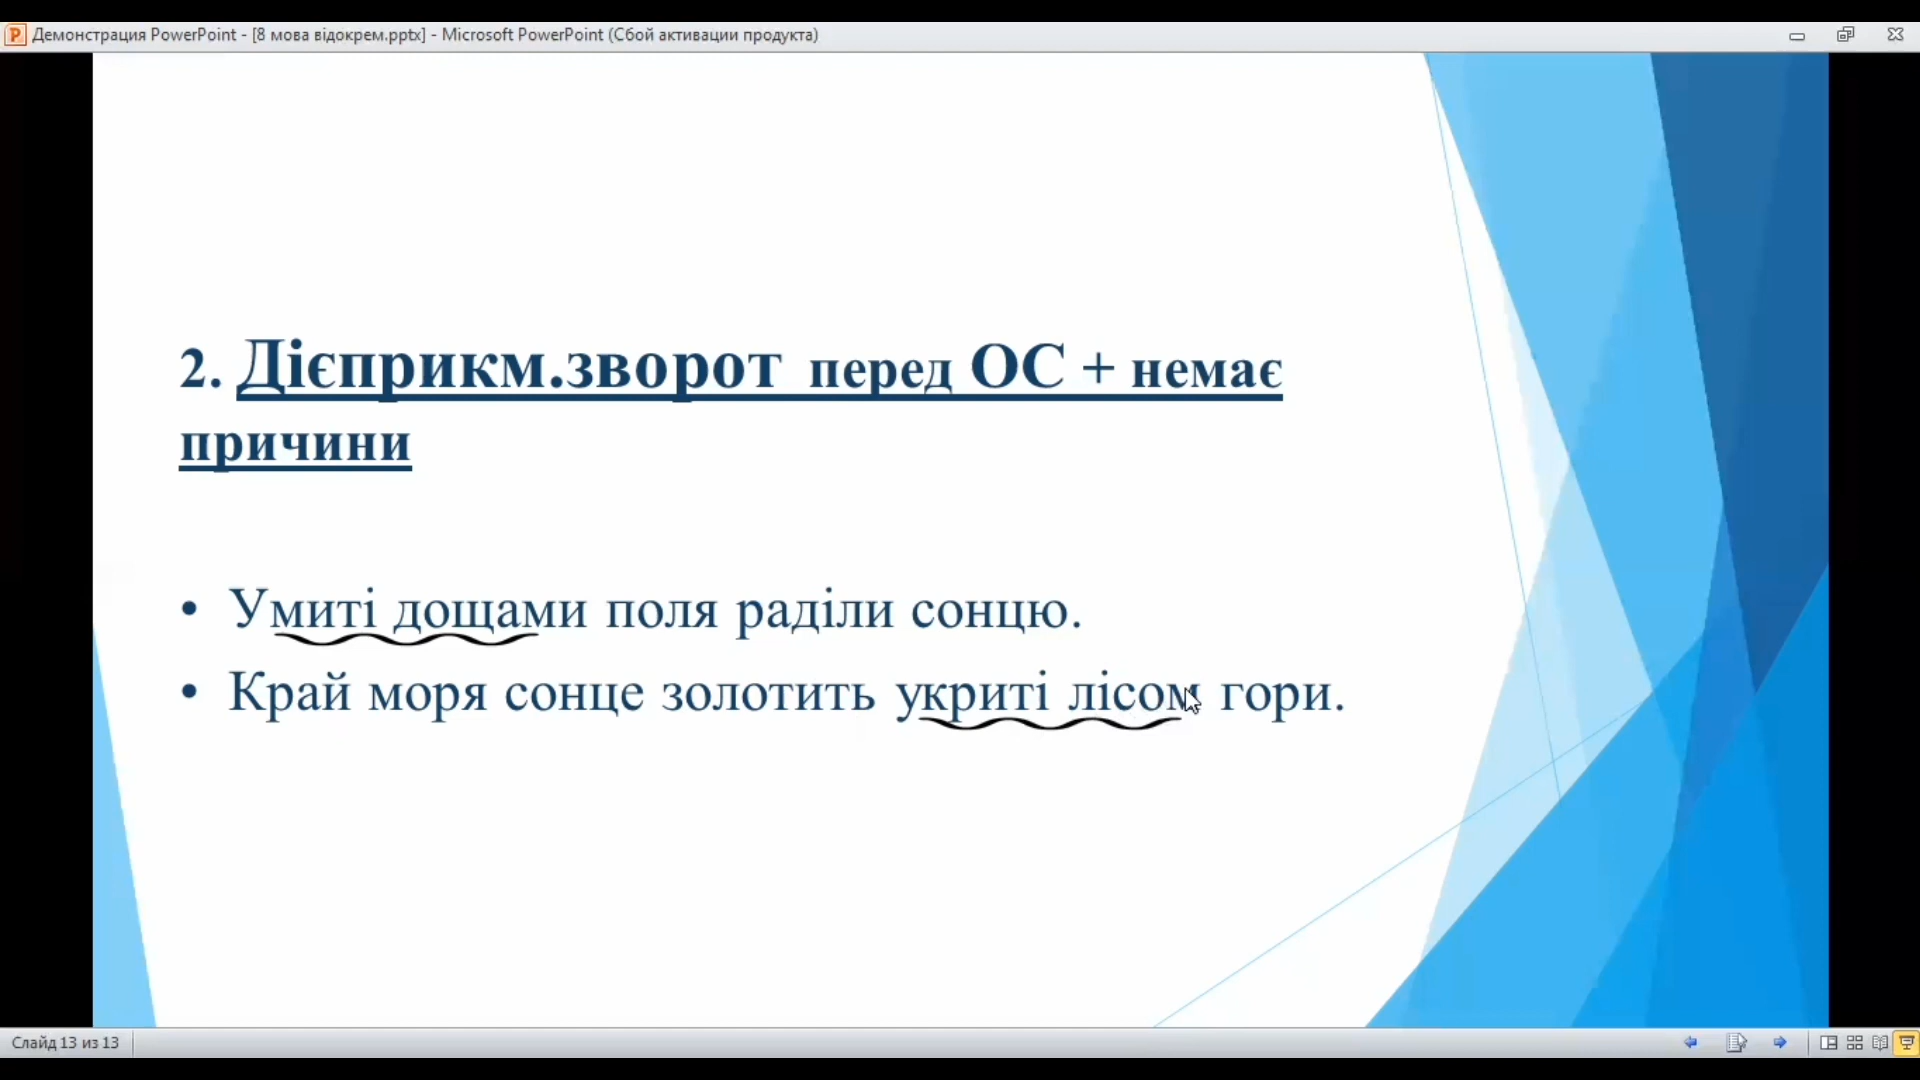 Демонстрация PowerPoint - [8 мова відокрем.pptx] - Microsoft PowerPoint (Сбой активации продукта)
2. Дієприкм.зворот перед ОС + немає
причини
• Умиті дощами поля раділи сонцю.
• Край моря сонце золотить укриті лісом гори.
Слайд 13 из 13